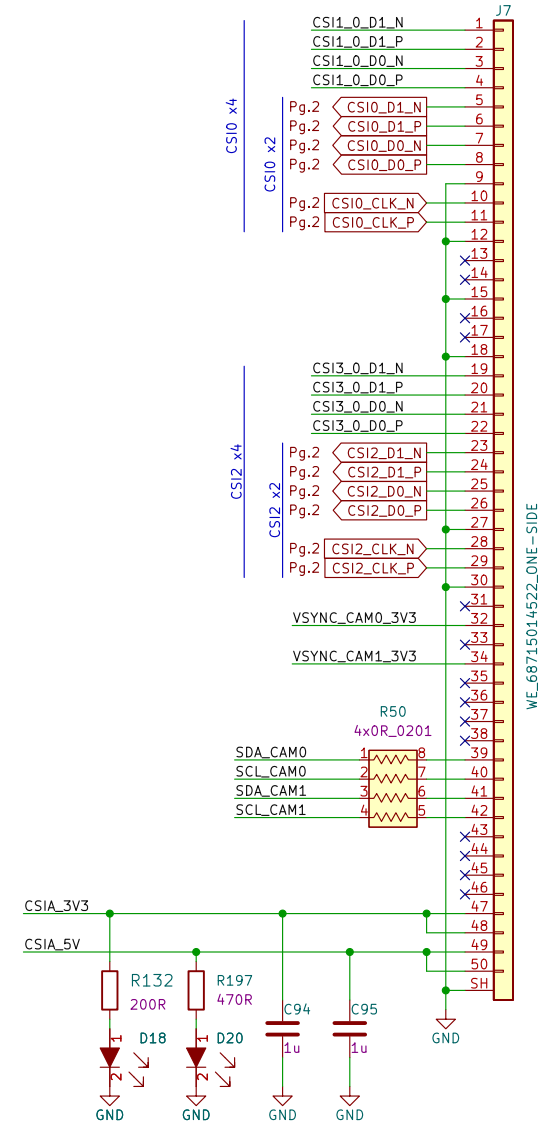 J7
CSI1_0_D1_N 1
CSI1_0_D1_P 2
CSI1_0_D0_N 3
CSI1_0_D0_P 4
Pg.2 CSI0_D1_N 5
Pg.2 CSI0_D1_P 6
Pg.2 CSI0_D0_N 7
Pg.2 CSI0_D0_P 8
CSI0 x4
CSI0 x2
9
Pg.2 CSI0_CLK_N 10
Pg.2 CSI0_CLK_P 11
12
13
14
15
16
17
18
CSI3_0_D1_N 19
CSI3_0_D1_P 20
CSI3_0_D0_N 21
CSI3_0_D0_P 22
Pg.2 CSI2_D1_N 23
Pg.2 CSI2_D1_P 24
Pg.2 CSI2_D0_N 25
Pg.2 CSI2_D0_P 26
CSI2 x4
CSI2 x2
27
Pg.2 CSI2_CLK_N 28
Pg.2 CSI2_CLK_P 29
30
31
VSYNC_CAM0_3V3 32
33
VSYNC_CAM1_3V3 34
35
36
37
38
WE_68715014522_ONE-SIDE
R50
4x0R_0201
SDA_CAM0 1 8 39
SCL_CAM0 2 7 40
SDA_CAM1 3 6 41
SCL_CAM1 4 5 42
43
44
45
46
CSIA_3V3 47
48
CSIA_5V 49
50
SH
R132
200R
R197
470R
C94
1u
C95
1u
GND
D18
1
2
D20
1
2
GND
GND
GND
GND